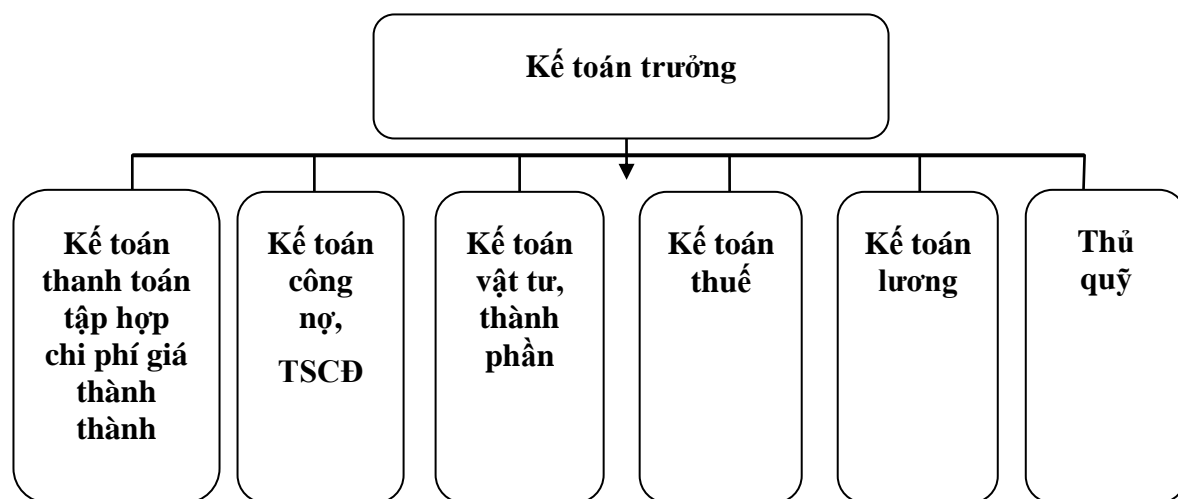 Kế toán trưởng
Kế toán
thanh toán
tập hợp
chi phí giá
thành
thành
Kế toán
công
nợ,
TSCĐ
Kế toán
vật tư,
thành
phần
Kế toán
thuế
Kế toán
lương
Thủ
quỹ